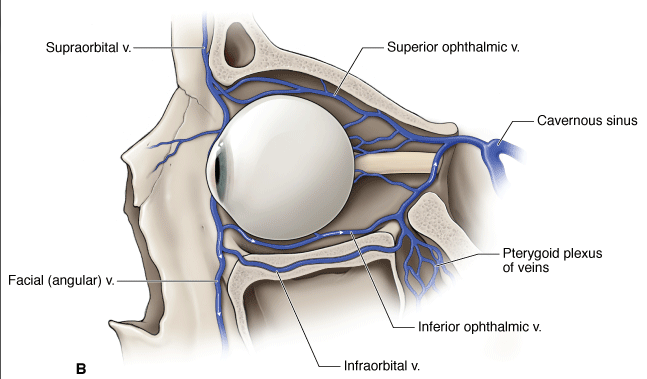 Supraorbital v.
Superior ophthalmic v.
Cavernous sinus
Pterygoid plexus
of veins
Facial (angular) v.
Inferior ophthalmic v.
Infraorbital v.
B